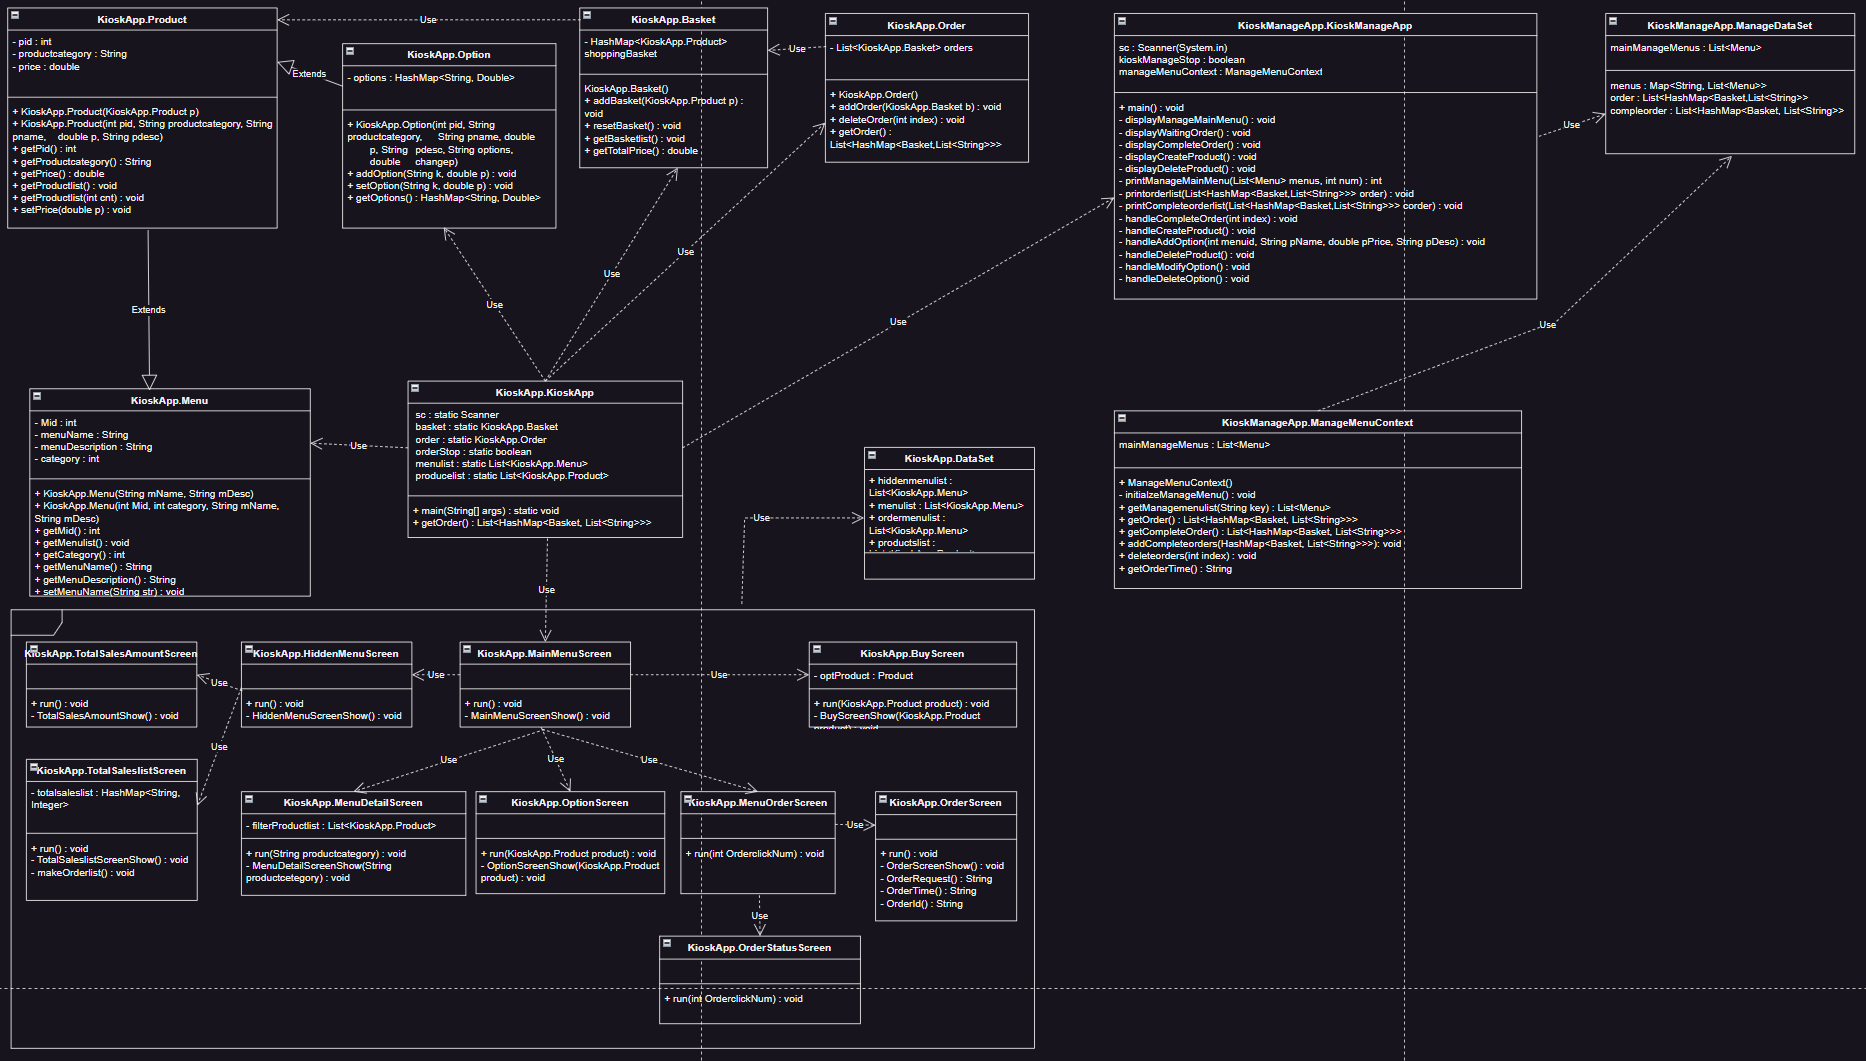 KioskApp.Product
- pid : int
- productcategory : String
- price : double
+ KioskApp.Product(KioskApp.Product p)
+ KioskApp.Product(int pid, String productcategory, String
pname,    double p, String pdesc)
+ getPid() : int
+ getProductcategory() : String
+ getPrice() : double
+ getProductlist() : void
+ getProductlist(int cnt) : void
+ setPrice(double p) : void
Use
Extends
KioskApp.Option
- options : HashMap<String, Double>
+ KioskApp.Option(int pid, String
productcategory,      String pname, double
p, String   pdesc, String options,
double     changep)
+ addOption(String k, double p) : void
+ setOption(String k, double p) : void
+ getOptions() : HashMap<String, Double>
KioskApp.Basket
- HashMap<KioskApp.Product>
shoppingBasket
KioskApp.Basket()
+ addBasket(KioskApp.Product p) :
void
+ resetBasket() : void
+ getBasketlist() : void
+ getTotalPrice() : double
Use
KioskApp.Order
- List<KioskApp.Basket> orders
+ KioskApp.Order()
+ addOrder(KioskApp.Basket b) : void
+ deleteOrder(int index) : void
+ getOrder() :
List<HashMap<Basket,List<String>>>
KioskManageApp.KioskManageApp
sc : Scanner(System.in)
kioskManageStop : boolean
manageMenuContext : ManageMenuContext
+ main() : void
- displayManageMainMenu() : void
- displayWaitingOrder() : void
- displayCompleteOrder() : void
- displayCreateProduct() : void
- displayDeleteProduct() : void
- printManageMainMenu(List<Menu> menus, int num) : int
- printorderlist(List<HashMap<Basket,List<String>>> order) : void
- printCompleteorderlist(List<HashMap<Basket,List<String>>> corder) : void
- handleCompleteOrder(int index) : void
- handleCreateProduct() : void
- handleAddOption(int menuid, String pName, double pPrice, String pDesc) : void
- handleDeleteProduct() : void
- handleModifyOption() : void
- handleDeleteOption() : void
Use
KioskManageApp.ManageDataSet
mainManageMenus : List<Menu>
menus : Map<String, List<Menu>>
order : List<HashMap<Basket,List<String>>
compleorder : List<HashMap<Basket,List<String>>
Extends
Use
Use
Use
Use
Use
KioskApp.Menu
- Mid : int
- menuName : String
- menuDescription : String
- category : int
+ KioskApp.Menu(String mName, String mDesc)
+ KioskApp.Menu(int Mid, int category, String mName,
String mDesc)
+ getMid() : int
+ getMenulist() : void
+ getCategory() : int
+ getMenuName() : String
+ getMenuDescription() : String
+ setMenuName(String str) : void
Use
KioskApp.KioskApp
sc : static Scanner
basket : static KioskApp.Basket
order : static KioskApp.Order
orderStop : static boolean
menulist : static List<KioskApp.Menu>
producelist : static List<KioskApp.Product>
+ main(String[] args) : static void
+ getOrder() : List<HashMap<Basket, List<String>>>
Use
Use
KioskApp.DataSet
+ hiddenmenulist :
List<KioskApp.Menu>
+ menulist : List<KioskApp.Menu>
+ ordermenulist :
List<KioskApp.Menu>
+ productslist :
KioskManageApp.ManageMenuContext
mainManageMenus : List<Menu>
+ ManageMenuContext()
- initialzeManageMenu() : void
+ getManagemenulist(String key) : List<Menu>
+ getOrder() : List<HashMap<Basket, List<String>>>
+ getCompleteOrder() : List<HashMap<Basket, List<String>>>
+ addCompleteorders(HashMap<Basket, List<String>>>): void
+ deleteorders(int index) : void
+ getOrderTime() : String
KioskApp.TotalSalesAmountScreen
+ run() : void
- TotalSalesAmountShow() : void
Use
KioskApp.HiddenMenuScreen
+ run() : void
- HiddenMenuScreenShow() : void
Use
KioskApp.MainMenuScreen
+ run() : void
- MainMenuScreenShow() : void
Use
KioskApp.BuyScreen
- optProduct : Product
+ run(KioskApp.Product product) : void
- BuyScreenShow(KioskApp.Product
product) : void
Use
Use
Use
Use
KioskApp.TotalSaleslistScreen
- totalsaleslist : HashMap<String,
Integer>
+ run() : void
- TotalSaleslistScreenShow() : void
- makeOrderlist() : void
KioskApp.MenuDetailScreen
- filterProductlist : List<KioskApp.Product>
+ run(String productcategory) : void
- MenuDetailScreenShow(String
productcetegory) : void
KioskApp.OptionScreen
+ run(KioskApp.Product product) : void
- OptionScreenShow(KioskApp.Product
product) : void
KioskApp.MenuOrderScreen
+ run(int OrderclickNum) : void
Use
KioskApp.OrderScreen
+ run() : void
- OrderScreenShow() : void
- OrderRequest() : String
- OrderTime() : String
- OrderId() : String
Use
KioskApp.OrderStatusScreen
+ run(int OrderclickNum) : void